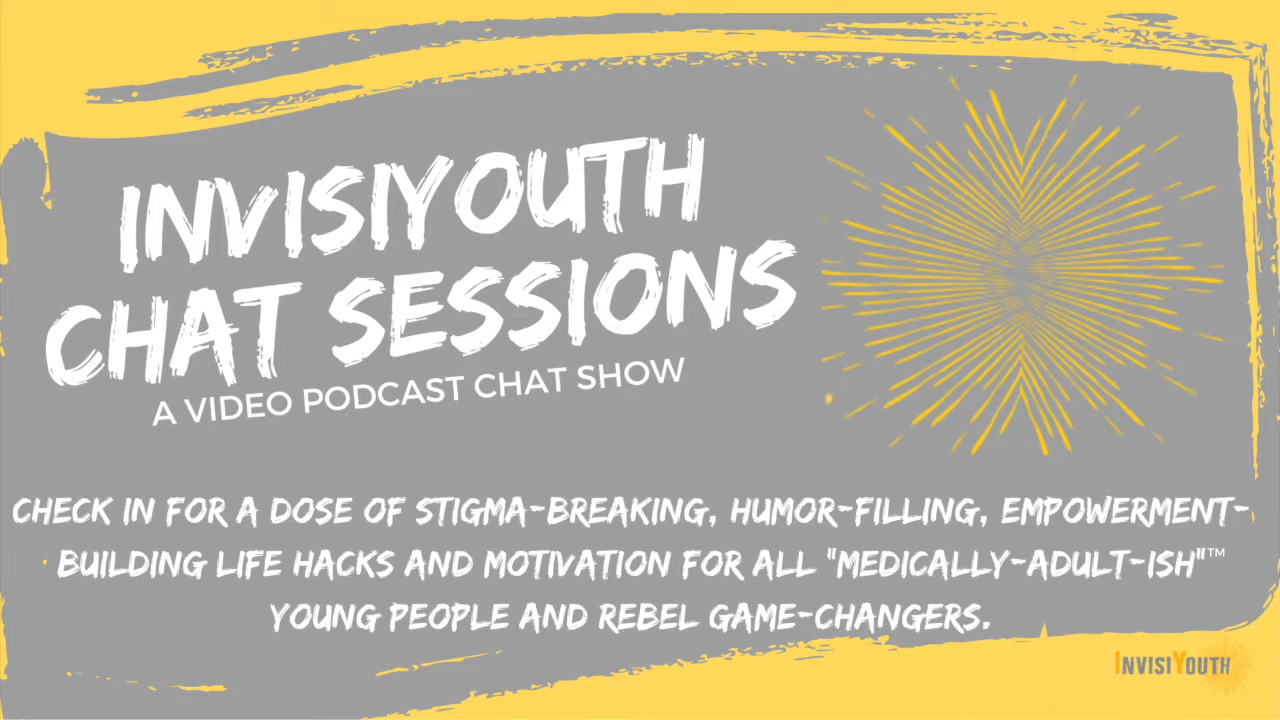 INVISIYOUTH
CHAT SESSIONS
A VIDEO PODCAST CHAT SHOW
CHECK IN FOR A DOSE OF STIGMA-BREAKING, HUMOR-FILLING, EMPOWERMENT-
BUILDING LIFE HACKS AND MOTIVATION FOR ALL "MEDICALLY-ADULT-ISH"™
YOUNG PEOPLE AND REBEL GAME-CHANGERS.
INVISIYOUTH